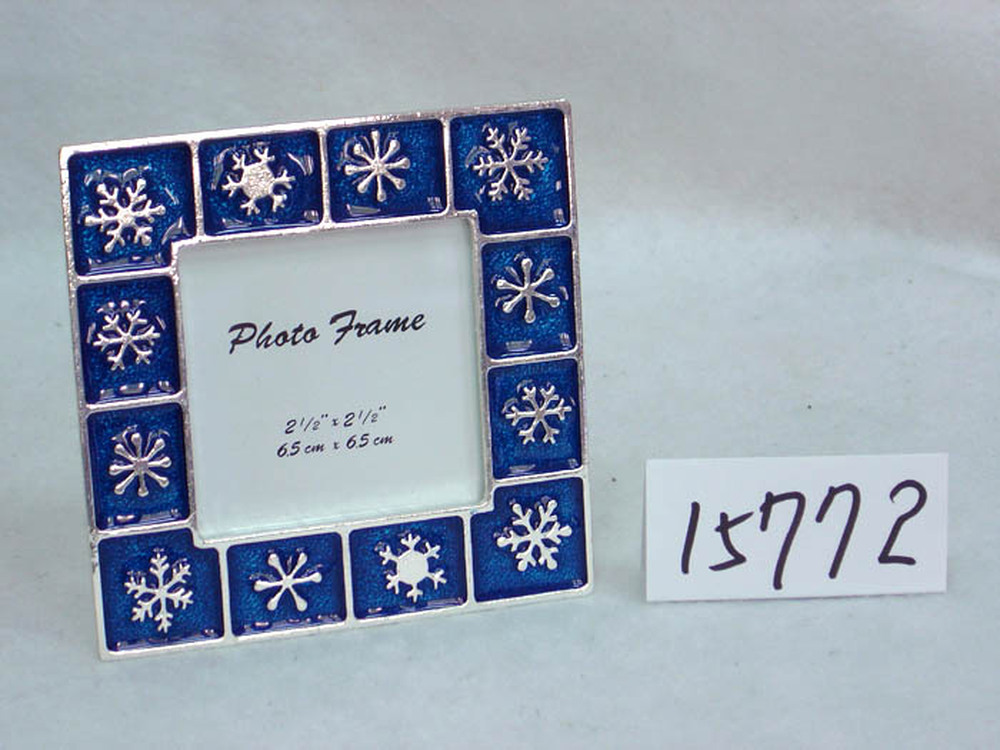 Photo Frame
2 1/2" x 2 1/2"
6.5 cm x 6.5 cm
15772